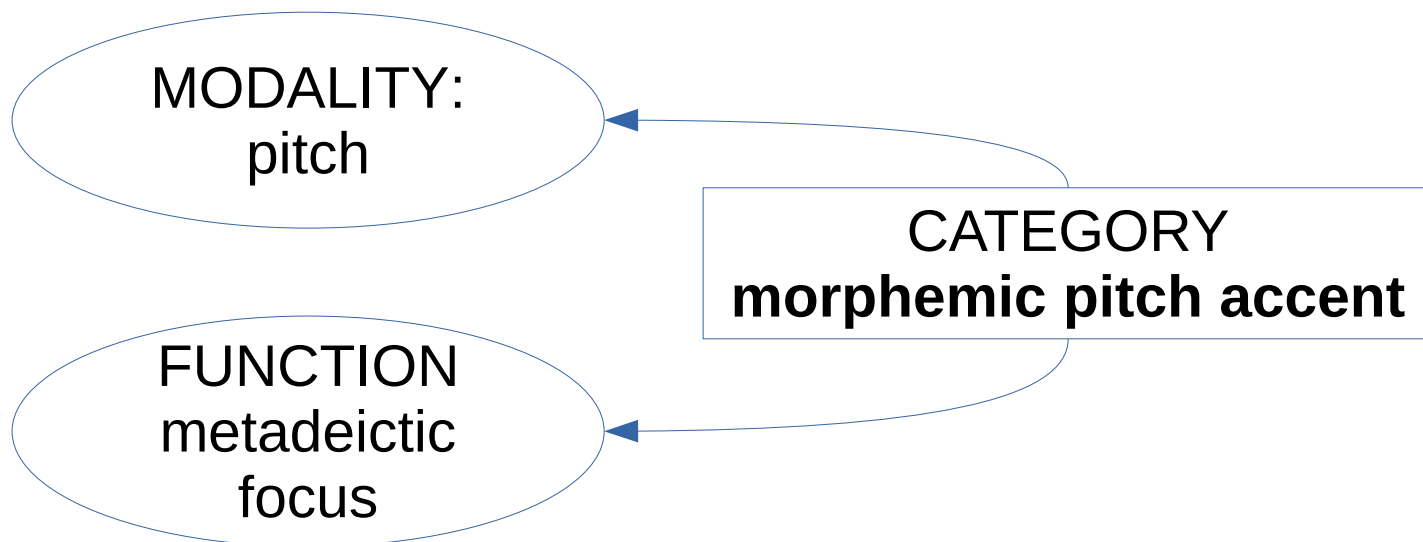 MODALITY:
pitch
CATEGORY
morphemic pitch accent
FUNCTION
metadeictic
focus